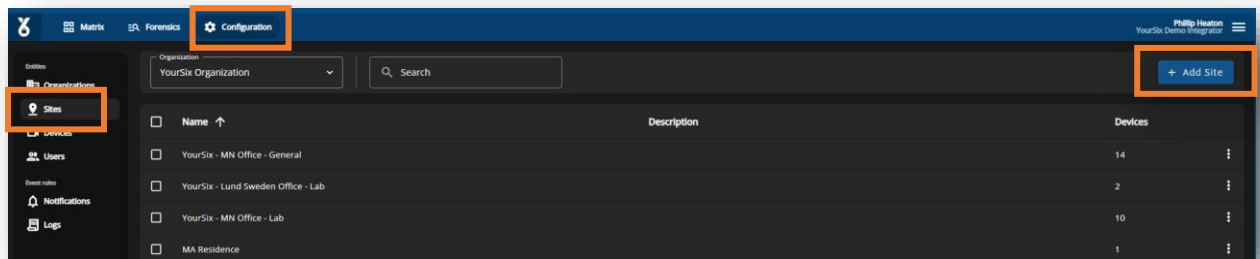 Matrix
Forensics
Configuration
Phillip Heaton
YourSix Demo Integrator
Entities
Organizations
Sites
Devices
Users
Event rules
Notifications
Logs
Organization
YourSix Organization
Search
+ Add Site
Name Description Devices
YourSix - MN Office - General 14
YourSix - Lund Sweden Office - Lab 2
YourSix - MN Office - Lab 10
MA Residence 1